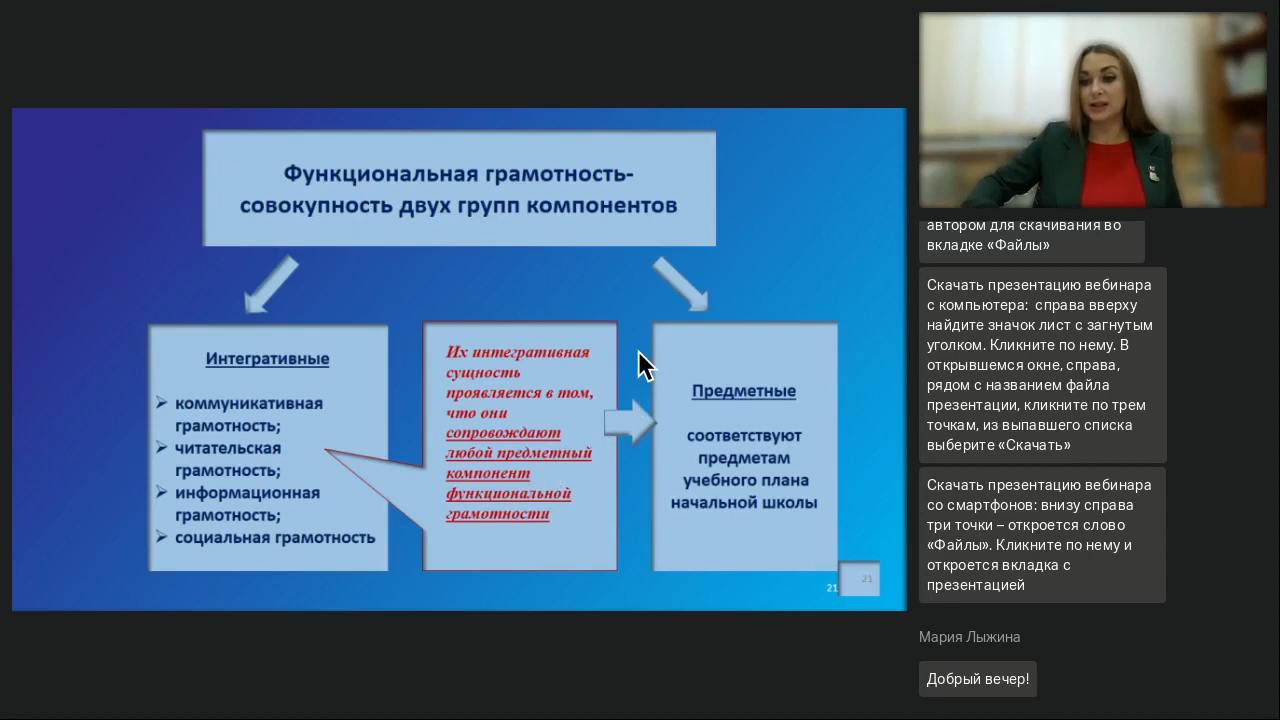 Функциональная грамотность-
совокупность двух групп компонентов
Интегративные
коммуникативная
грамотность;
читательская
грамотность;
информационная
грамотность;
социальная грамотность
Их интегративная
сущность
проявляется в том,
что они
сопровождают
любой предметный
компонент
функциональной
грамотности
Предметные
соответствуют
предметам
учебного плана
начальной школы
21
21
автором для скачивания во
вкладке «Файлы»
Скачать презентацию вебинара
с компьютера: справа вверху
найдите значок лист с загнутым
уголком. Кликните по нему. В
открывшемся окне, справа,
рядом с названием файла
презентации, кликните по трем
точкам, из выпавшего списка
выберите «Скачать»
Скачать презентацию вебинара
со смартфонов: внизу справа
три точки – откроется слово
«Файлы». Кликните по нему и
откроется вкладка с
презентацией
Мария Лыжина
Добрый вечер!